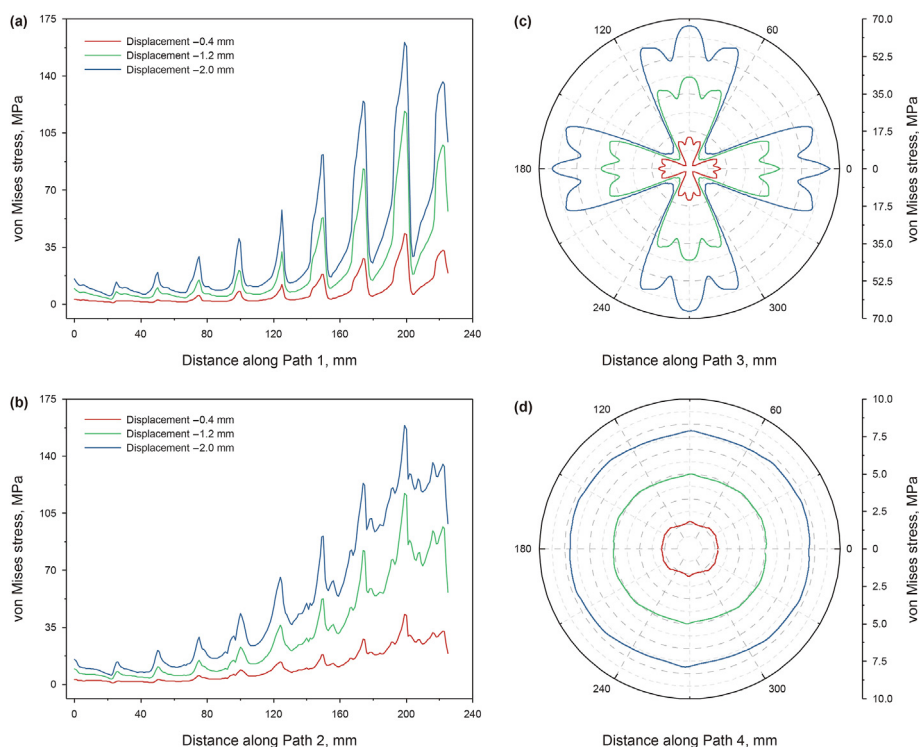 (a)
175
140
105
70
35
0
von Mises stress, MPa
Displacement –0.4 mm
Displacement –1.2 mm
Displacement –2.0 mm
0 40 80 120 160 200 240
Distance along Path 1, mm
(c)
120 60
180 0
240 300
70.0
52.5
35.0
17.5
0
17.5
35.0
52.5
70.0
von Mises stress, MPa
Distance along Path 3, mm
(b)
175
140
105
70
35
0
von Mises stress, MPa
Displacement –0.4 mm
Displacement –1.2 mm
Displacement –2.0 mm
0 40 80 120 160 200 240
Distance along Path 2, mm
(d)
120 60
180 0
240 300
10.0
7.5
5.0
2.5
0
2.5
5.0
7.5
10.0
von Mises stress, MPa
Distance along Path 4, mm